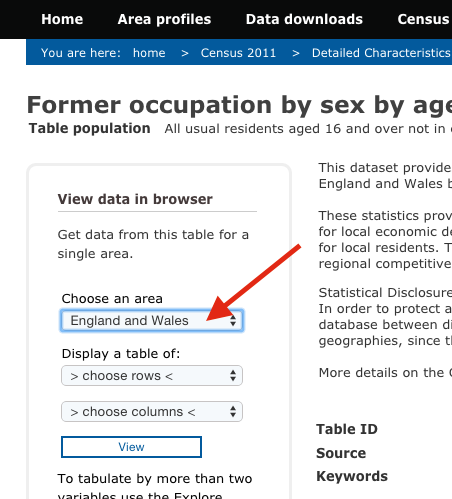 Home Area profiles Data downloads Census
You are here: home > Census 2011 > Detailed Characteristics
Former occupation by sex by age
Table population All usual residents aged 16 and over not in
View data in browser
Get data from this table for a
single area.
Choose an area
England and Wales
Display a table of:
> choose rows <
> choose columns <
View
To tabulate by more than two
variables use the Explore
This dataset provide
England and Wales b
These statistics prov
for local economic de
for local residents. T
regional competitive
Statistical Disclosure
In order to protect a
database between di
geographies, since th
More details on the
Table ID
Source
Keywords